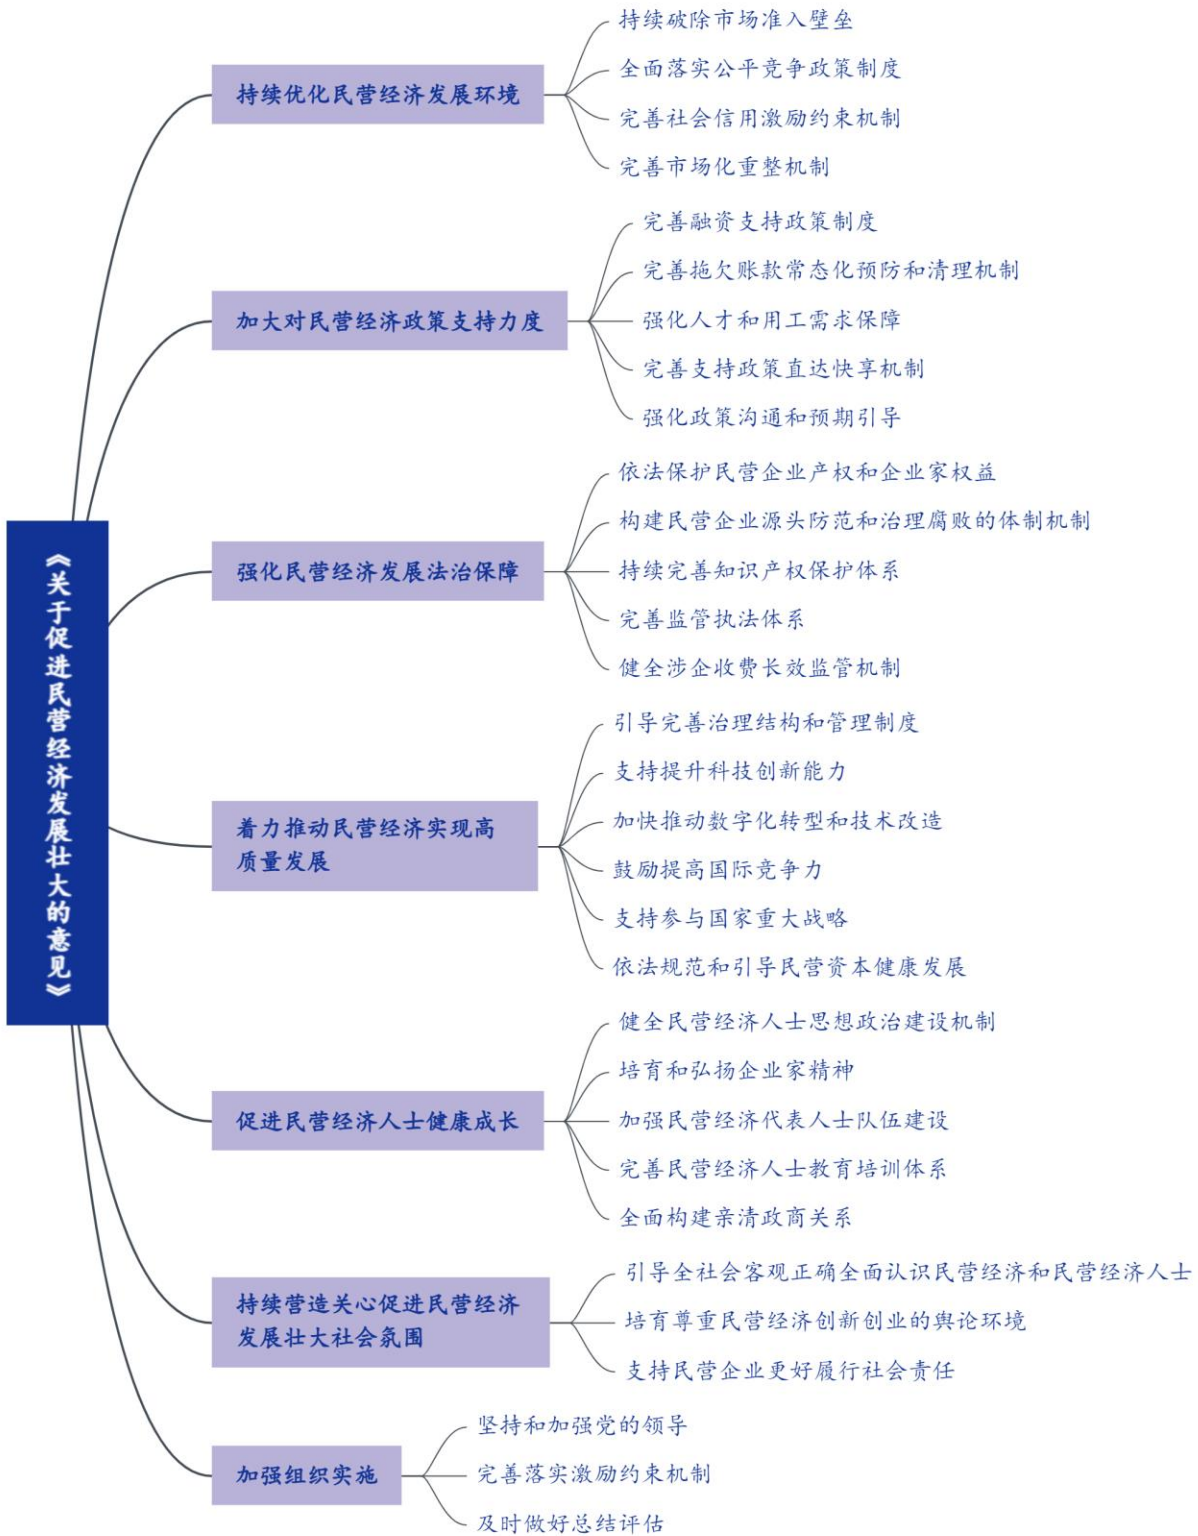 《关于促进民营经济发展壮大的意见》
持续优化民营经济发展环境
持续破除市场准入壁垒
全面落实公平竞争政策制度
完善社会信用激励约束机制
完善市场化重整机制
加大对民营经济政策支持力度
完善融资支持政策制度
完善拖欠账款常态化预防和清理机制
强化人才和用工需求保障
完善支持政策直达快享机制
强化政策沟通和预期引导
强化民营经济发展法治保障
依法保护民营企业产权和企业家权益
构建民营企业源头防范和治理腐败的体制机制
持续完善知识产权保护体系
完善监管执法体系
健全涉企收费长效监管机制
着力推动民营经济实现高
质量发展
引导完善治理结构和管理制度
支持提升科技创新能力
加快推动数字化转型和技术改造
鼓励提高国际竞争力
支持参与国家重大战略
依法规范和引导民营资本健康发展
促进民营经济人士健康成长
健全民营经济人士思想政治建设机制
培育和弘扬企业家精神
加强民营经济代表人士队伍建设
完善民营经济人士教育培训体系
全面构建亲清政商关系
持续营造关心促进民营经济
发展壮大社会氛围
引导全社会客观正确全面认识民营经济和民营经济人士
培育尊重民营经济创新创业的舆论环境
支持民营企业更好履行社会责任
加强组织实施
坚持和加强党的领导
完善落实激励约束机制
及时做好总结评估